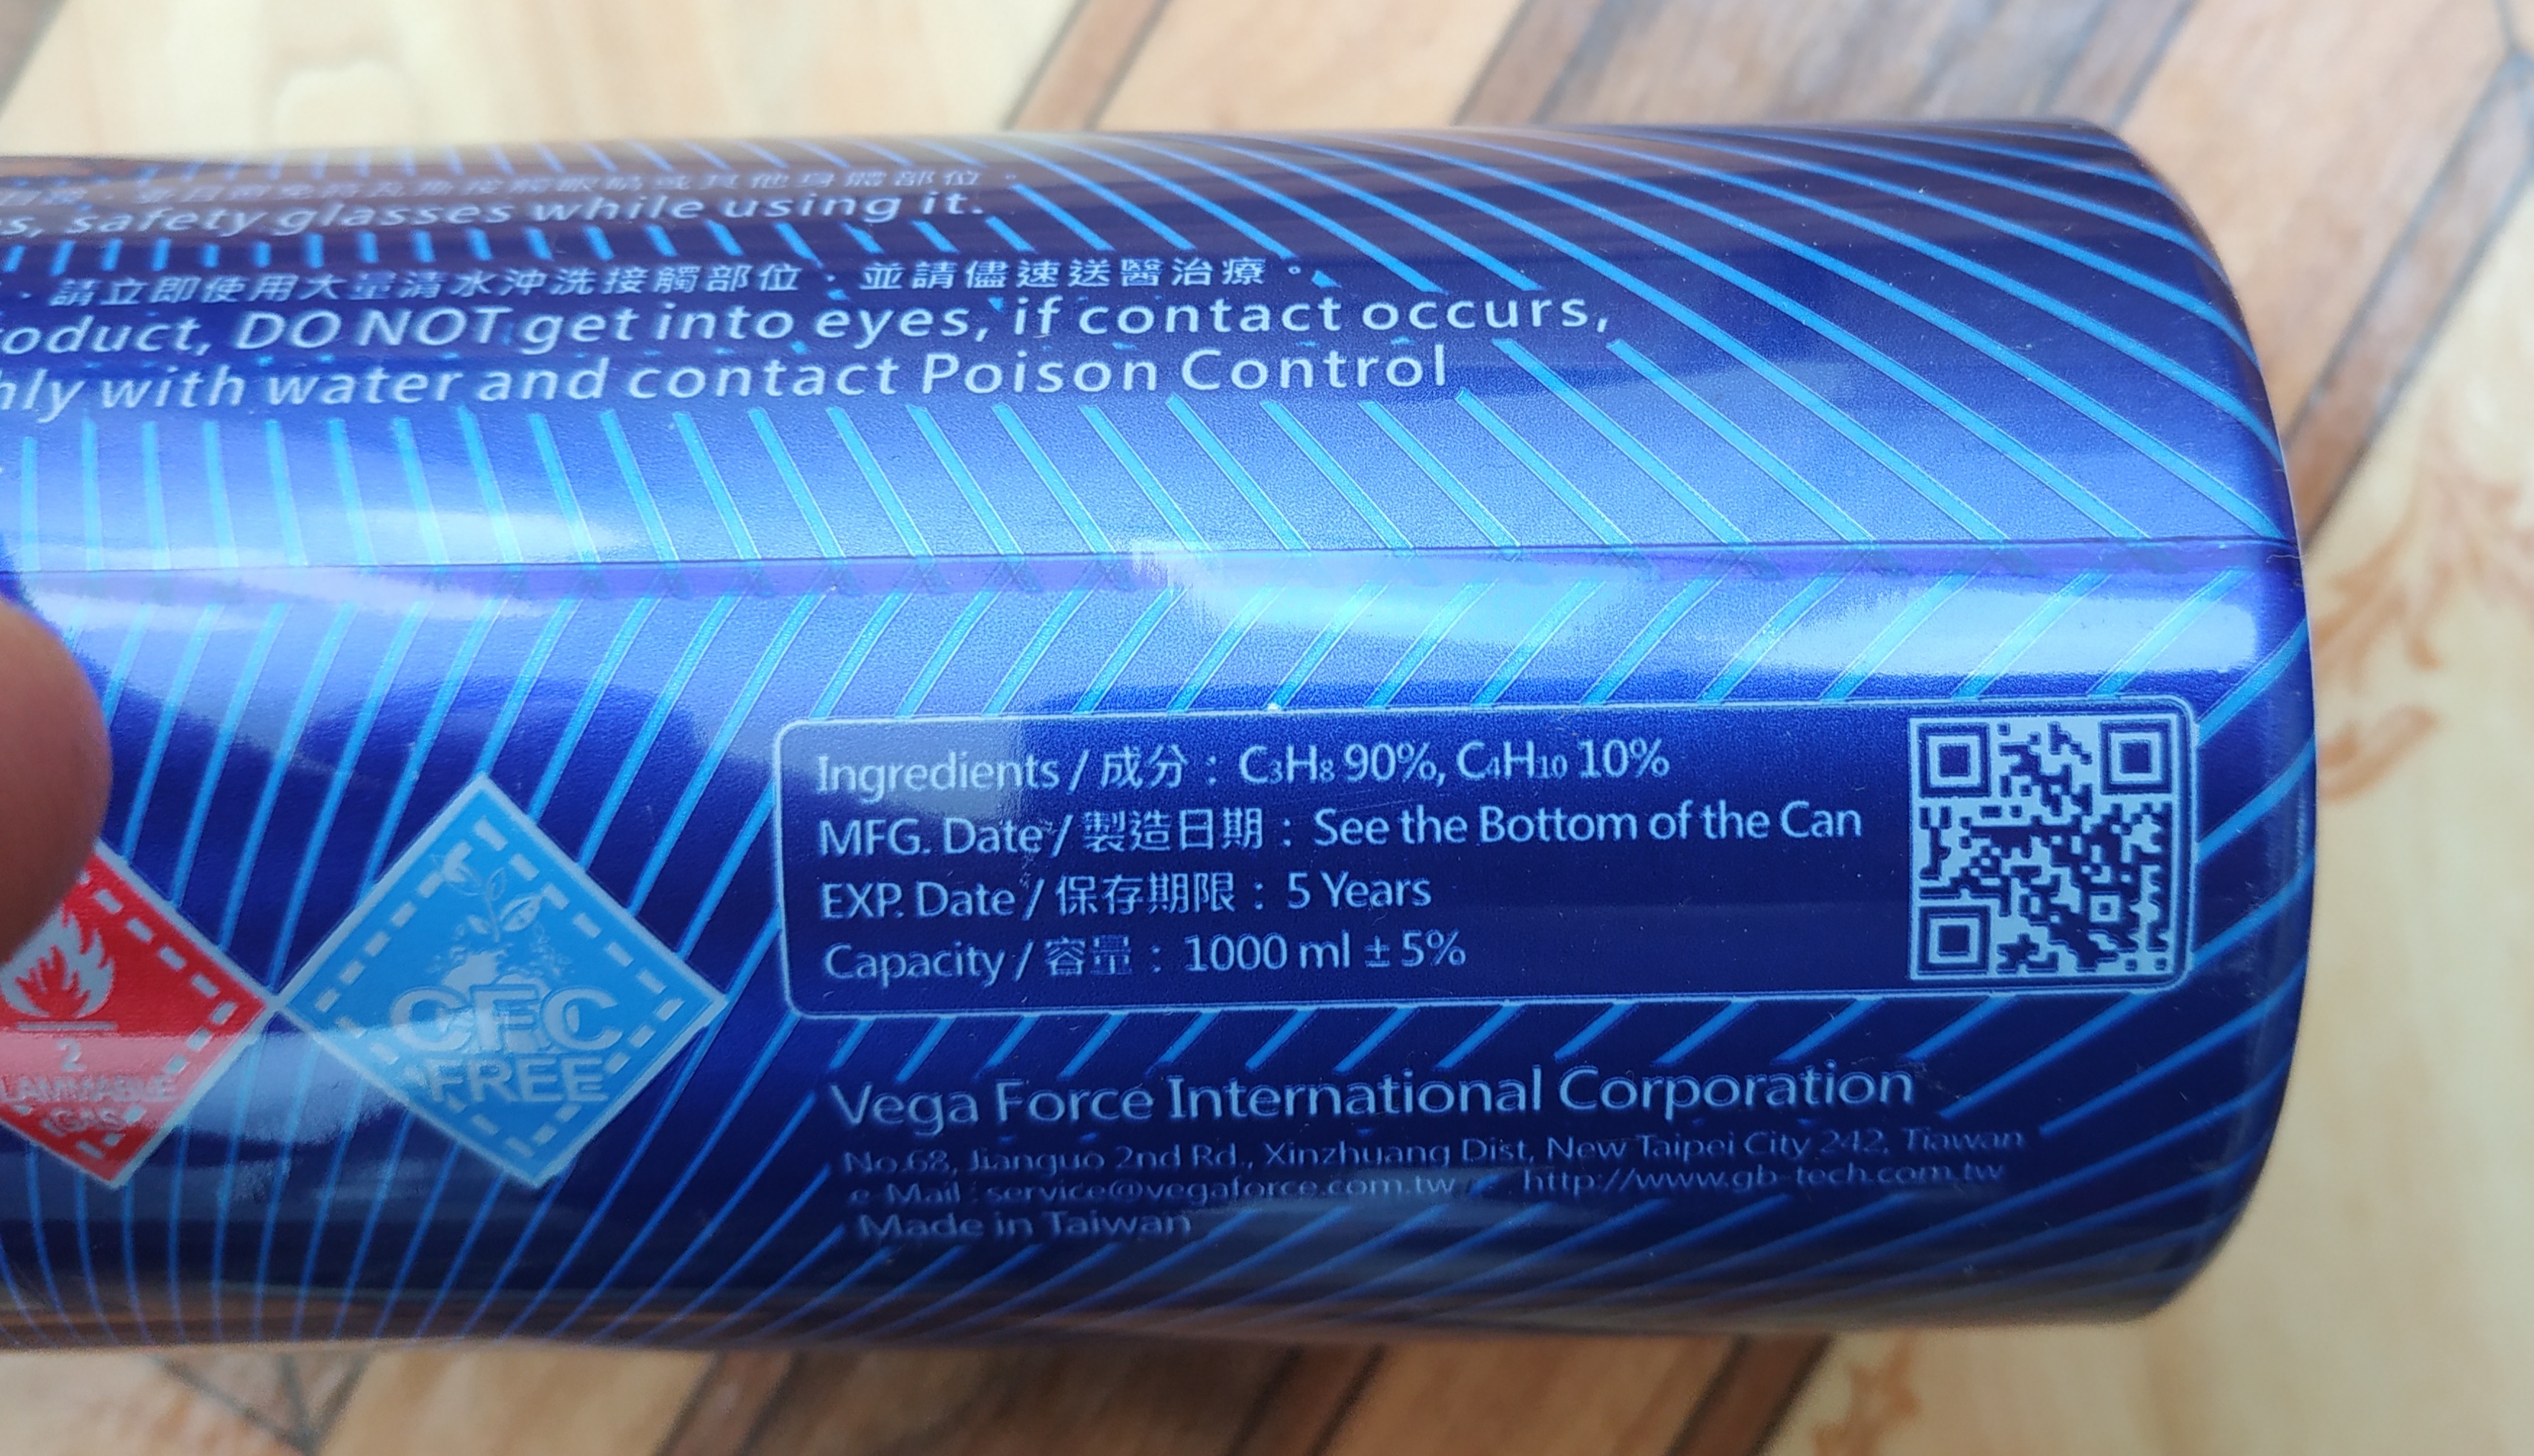 s, safety glasses while using it.
、請立即使用大量清水沖洗接觸部位，並請儘速送醫治療。
oduct, DO NOT get into eyes, if contact occurs,
hly with water and contact Poison Control
Ingredients / 成分：C₃H₈ 90%, C₄H₁₀ 10%
MFG. Date / 製造日期：See the Bottom of the Can
EXP. Date / 保存期限：5 Years
Capacity / 容量：1000 ml ± 5%
2
LAMMABLE
GAS
CFC
FREE
Vega Force International Corporation
No.68, Jianguo 2nd Rd., Xinzhuang Dist, New Taipei City 242, Tiawan
e-Mail : service@vegaforce.com.tw http://www.gb-tech.com.tw
Made in Taiwan